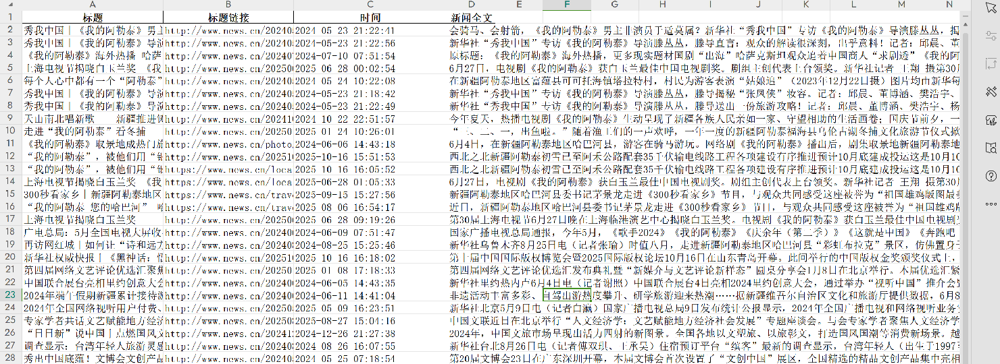 A B C D E F G H I J K L M N
1 标题 标题链接 时间 新闻全文
2 秀我中国｜《我的阿勒泰》男主 http://www.news.cn/20240 2024-05-23 21:22:41 会骑马、会射箭，《我的阿勒泰》男主非演员于适莫属？新华社“秀我中国”专访《我的阿勒泰》导演滕丛丛，揭
3 秀我中国｜《我的阿勒泰》导演 http://www.news.cn/20240 2024-05-23 21:22:56 新华社“秀我中国”专访《我的阿勒泰》导演滕丛丛，滕导直言：观众的解读很深刻，出乎意料！记者：邱晨、董
4 《我的阿勒泰》海外热播 哈萨 http://www.news.cn/20240 2024-07-10 07:51:54 原标题：《我的阿勒泰》海外热播，更多现实题材国剧“出海”哈萨克斯坦观众追着中国商人“求剧透”《我的阿
5 上海电视节揭晓白玉兰奖 《我 http://www.news.cn/20250 2025-06-28 00:02:54 6月27日，电视剧《我的阿勒泰》获白玉兰最佳中国电视剧奖。剧组主创代表上台领奖。新华社记者 王翔 摄第30届
6 每个人心中都有一个“阿勒泰” http://www.news.cn/20240 2024-05-24 10:22:08 在新疆阿勒泰地区富蕴县可可托海镇塔拉特村，村民为游客表演“姑娘追”（2023年12月22日摄）图片均由新华每
7 秀我中国｜《我的阿勒泰》导演 http://www.news.cn/20240 2024-05-23 21:18:42 新华社“秀我中国”专访《我的阿勒泰》导演滕丛丛，滕导揭秘“张凤侠”妆容。记者：邱晨、董博涵、樊浩宇、
8 秀我中国｜《我的阿勒泰》导演 http://www.news.cn/20240 2024-05-23 21:22:49 新华社“秀我中国”专访《我的阿勒泰》导演滕丛丛，滕导送出一份旅游攻略！记者：邱晨、董博涵、樊浩宇、杨
9 天山南北唱新歌——新疆推进 http://www.news.cn/20241 2024-10-22 22:51:57 今年夏天，热播电视剧《我的阿勒泰》生动呈现了新疆各族人民亲如一家、守望相助的生活画卷；国庆节前夕，一
10 走进“我的阿勒泰”看冬捕 http://www.news.cn/20250 2025-01-24 10:26:01 “三、二、一，出鱼啦。”随着渔工们的一声欢呼，一年一度的新疆阿勒泰福海县乌伦古湖冬捕文化旅游节仪式掀
11 《我的阿勒泰》取景地成热门旅 http://www.news.cn/photo 2024-06-06 14:43:18 6月4日，在新疆阿勒泰地区哈巴河县，游客在骑马游玩。网络剧《我的阿勒泰》播出后，剧集取景地新疆阿勒泰地
12 “我的阿勒泰”，被他们用“ http://www.news.cn/20251 2025-10-16 15:51:53 西北之北新疆阿勒泰初雪已至阿禾公路配套35千伏输电线路工程各项建设有序推进预计10月底建成投运这是10月10
13 “我的阿勒泰”，被他们用“ https://www.news.cn/loca 2025-10-16 16:05:52 西北之北新疆阿勒泰初雪已至阿禾公路配套35千伏输电线路工程各项建设有序推进预计10月底建成投运这是10月10
14 上海电视节揭晓白玉兰奖 《我 https://www.news.cn/loca 2025-06-28 01:05:33 6月27日，电视剧《我的阿勒泰》获白玉兰最佳中国电视剧奖。剧组主创代表上台领奖。新华社记者 王翔 摄第30届
15 300秒看家乡｜新疆阿勒泰地区 https://www.news.cn/trav 2025-09-15 15:27:56 新疆阿勒泰地区哈巴河县委书记茅景龙走进《300秒看家乡》节目，与观众共同感受这座被誉为“祖国雄鸡版图最美
16 “我的阿勒泰 您的哈巴河” 哈 https://www.news.cn/trav 2025-08-06 16:54:17 近日，新疆阿勒泰地区哈巴河县委书记茅景龙走进《300秒看家乡》节目，与观众共同感受这座被誉为“祖国雄鸡版
17 上海电视节揭晓白玉兰奖 http://www.news.cn/20250 2025-06-28 09:19:26 第30届上海电视节6月27日晚在上海临港演艺中心揭晓白玉兰奖。电视剧《我的阿勒泰》获白玉兰最佳中国电视剧奖
18 广电总局：5月全国电视大屏收 http://www.news.cn/20240 2024-06-09 07:51:47 国家广播电视总局通报，今年5月，《歌手2024》《我的阿勒泰》《庆余年（第二季）》《这就是中国》《奔跑吧
19 再访网红城｜如何让“诗和远方 http://www.news.cn/20240 2024-08-25 15:25:46 新华社乌鲁木齐8月25日电（记者张瑜）时值八月，走进新疆阿勒泰地区哈巴河县“彩虹布拉克”景区，仿佛置身于
20 新华社权威快报｜《黑神话：悟 http://www.news.cn/20251 2025-10-16 16:18:02 第十届中国国际版权博览会暨2025国际版权论坛10月16日在山东青岛开幕。此间举行的中国版权金奖颁奖仪式上，
21 第四届网络文艺评论优选汇聚焦 http://www.news.cn/20250 2025-01-08 17:18:33 第四届网络文艺评论优选汇发布典礼暨“新媒介与文艺评论新样态”圆桌分享会1月8日在北京举行。本届优选汇聚
22 中国联合展台亮相里约创意大会 http://www.news.cn/20240 2024-06-05 14:43:35 新华社里约热内卢6月4日电（记者谢照）中国联合展台4日亮相2024里约创意大会，通过举办“视听中国”推介会暨
23 2024年端午假期新疆累计接待游 http://www.news.cn/20240 2024-06-11 14:41:04 非遗活动丰富多彩、自驾出游热度攀升、研学旅游迎来热潮……据新疆维吾尔自治区文化和旅游厅提供数据，6月8
24 2024年全国网络视听用户付费、 http://www.news.cn/20250 2025-05-09 16:23:51 新华社北京5月9日电（记者白瀛）国家广播电视总局9日发布统计公报显示，2024年全国广播电视和网络视听业务
25 专家学者共话文艺赋能地方经济 http://www.news.cn/20250 2025-08-27 15:04:16 中国文联近日在北京举行“人文经济学：文艺赋能地方经济社会发展”专题座谈会。与会专家学者聚焦人文经济学
26 “日日新”说中国｜点燃国风 http://www.news.cn/20241 2024-12-26 21:27:38 2024年，中国文旅市场呈现出活力四射的新图景。全国各地以文塑旅、以旅彰文，打造国风国潮等消费新场景。越
27 调查显示：台湾年轻人旅游灵感 http://www.news.cn/20240 2024-08-26 16:07:55 新华社台北8月26日电（记者傅双琪、王承昊）住宿预订平台“缤客”最新的调查显示，台湾年轻人（出生于1997至
28 秀出中国底蕴！文博会文创产品 http://www.news.cn/20240 2024-05-25 07:18:54 第20届文博会23日在广东深圳开幕，本届文博会首次设置了“文创中国”展区，全国精选的精品文创产品集中亮相